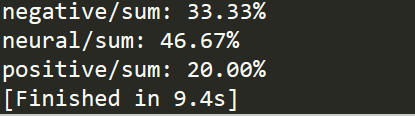 negative/sum: 33.33%
neural/sum: 46.67%
positive/sum: 20.00%
[Finished in 9.4s]